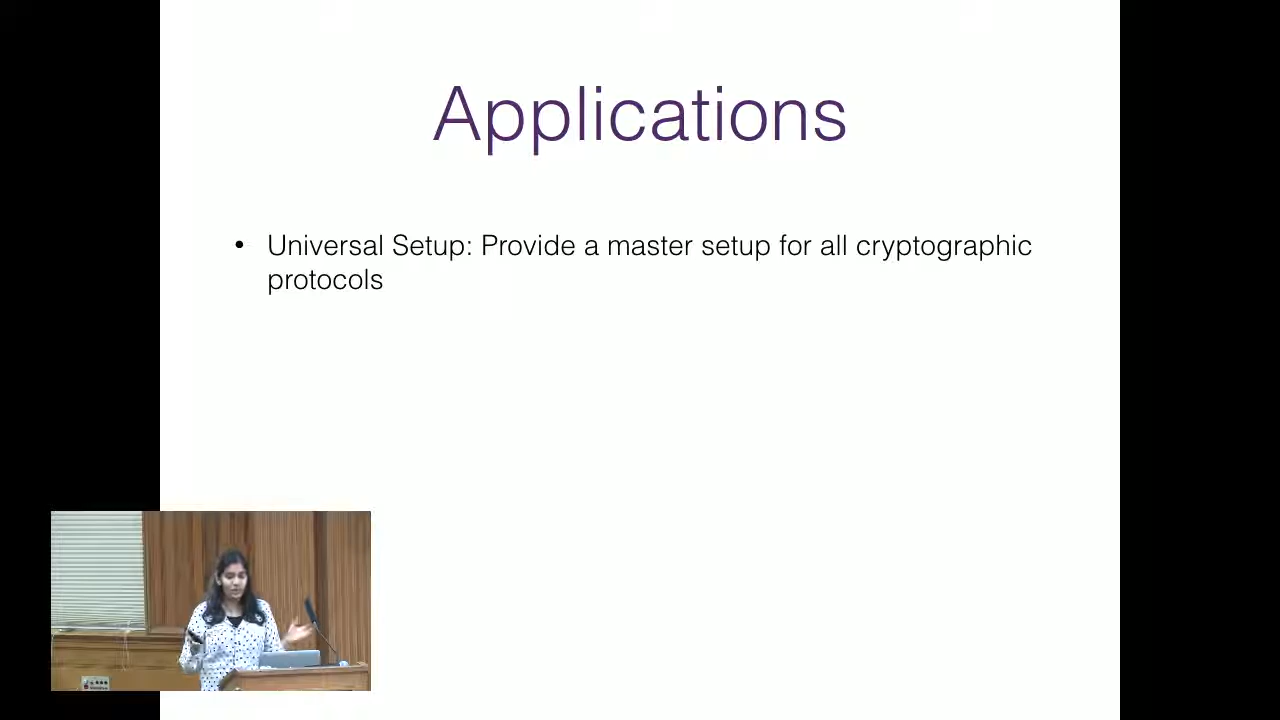 Applications
• Universal Setup: Provide a master setup for all cryptographic
protocols